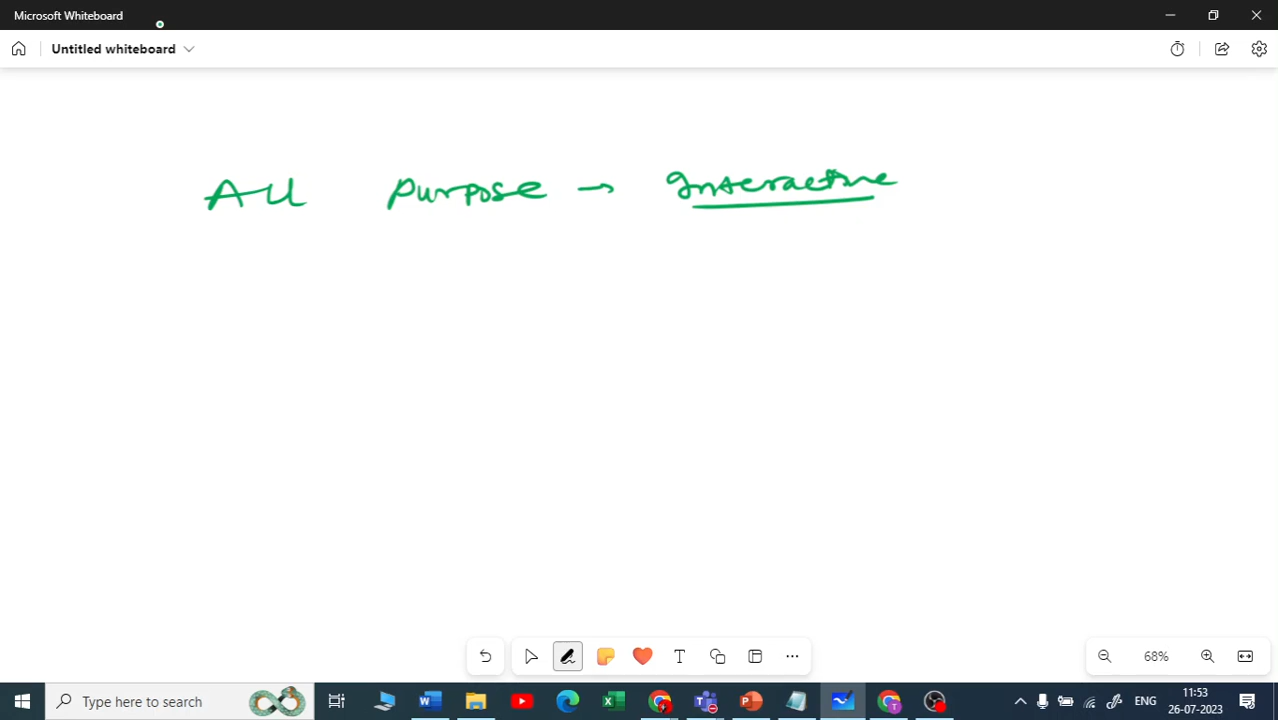 Microsoft Whiteboard
Untitled whiteboard
All purpose → Interactive
68%
Type here to search
ENG
11:53
26-07-2023